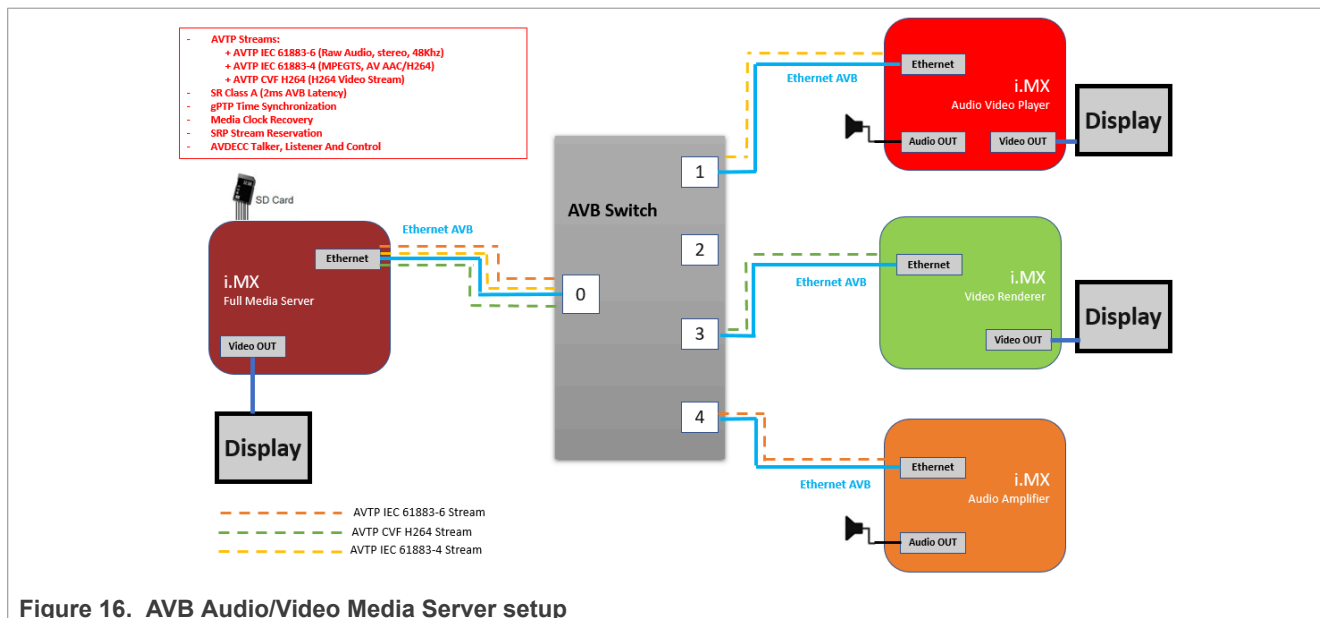 - AVTP Streams:
+ AVTP IEC 61883-6 (Raw Audio, stereo, 48Khz)
+ AVTP IEC 61883-4 (MPEGTS, AV AAC/H264)
+ AVTP CVF H264 (H264 Video Stream)
- SR Class A (2ms AVB Latency)
- gPTP Time Synchronization
- Media Clock Recovery
- SRP Stream Reservation
- AVDECC Talker, Listener And Control
SD Card
Ethernet
i.MX
Full Media Server
Video OUT
Display
Ethernet AVB
AVB Switch
0
1
2
3
4
Ethernet AVB
Ethernet
i.MX
Audio Video Player
Audio OUT
Video OUT
Display
Ethernet AVB
Ethernet
i.MX
Video Renderer
Video OUT
Display
Ethernet AVB
Ethernet
i.MX
Audio Amplifier
Audio OUT
AVTP IEC 61883-6 Stream
AVTP CVF H264 Stream
AVTP IEC 61883-4 Stream
Figure 16. AVB Audio/Video Media Server setup